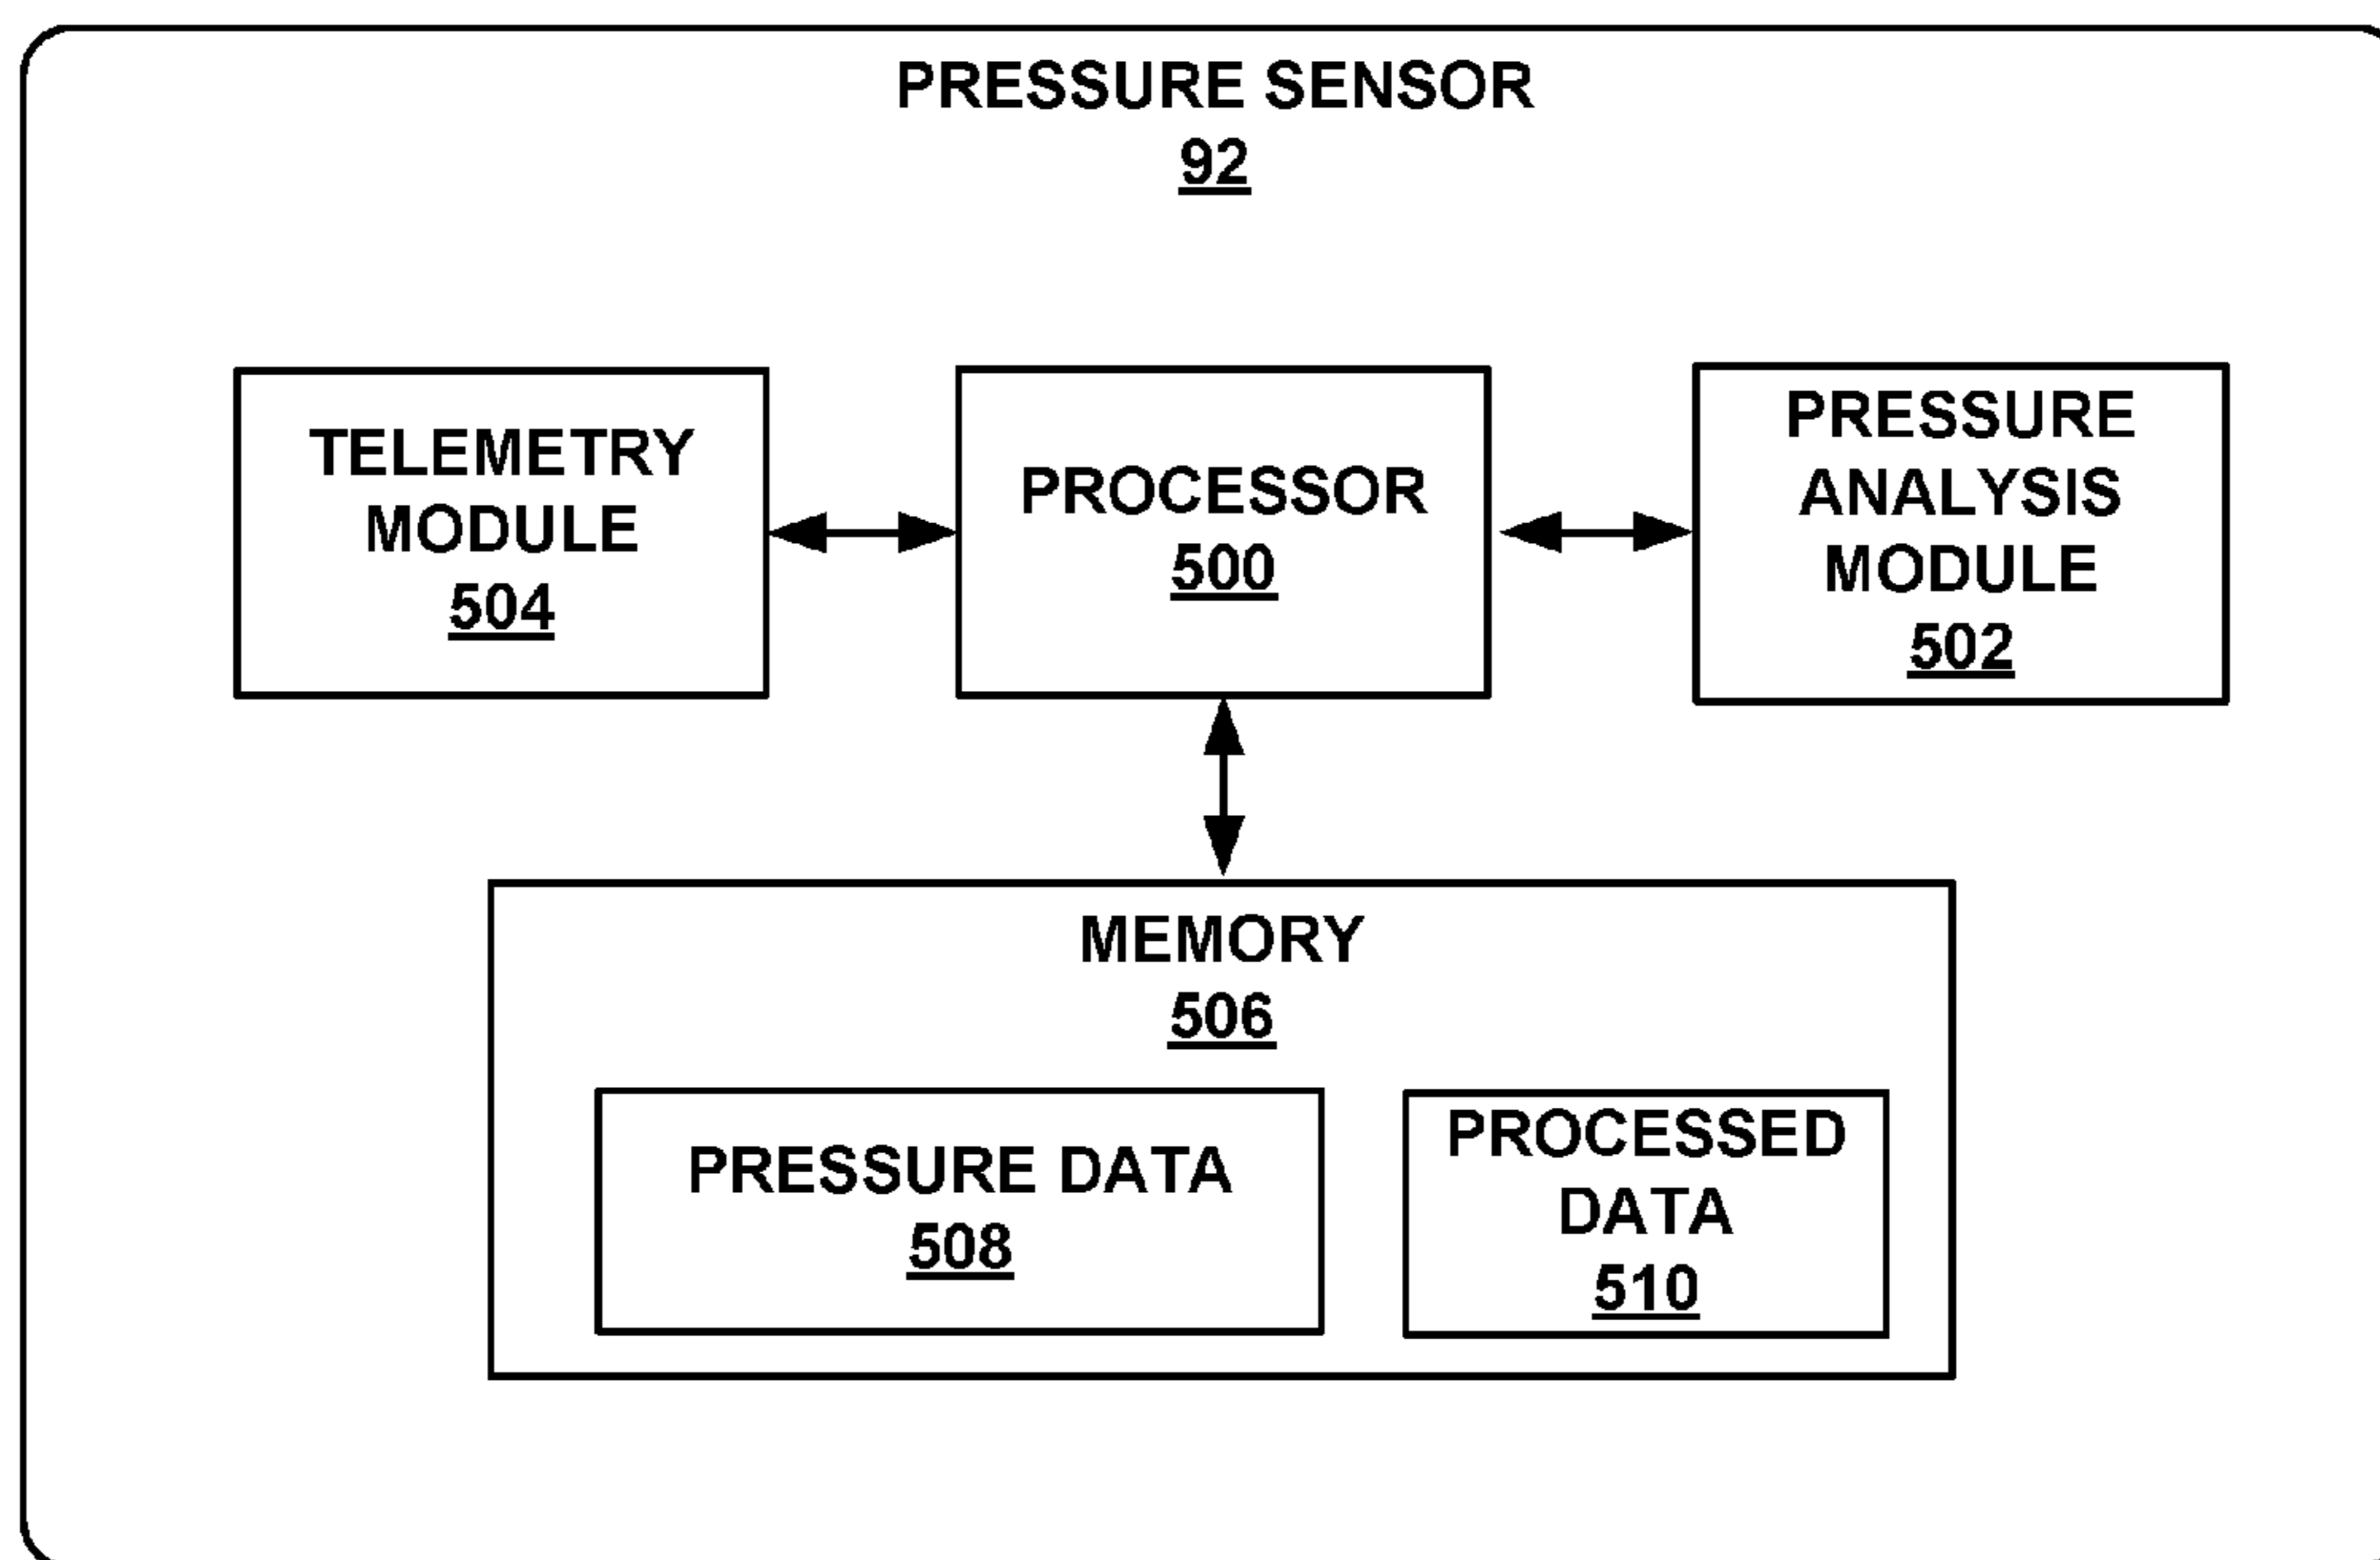 PRESSURE SENSOR
92
TELEMETRY
MODULE
504
PROCESSOR
500
PRESSURE
ANALYSIS
MODULE
502
MEMORY
506
PRESSURE DATA
508
PROCESSED
DATA
510